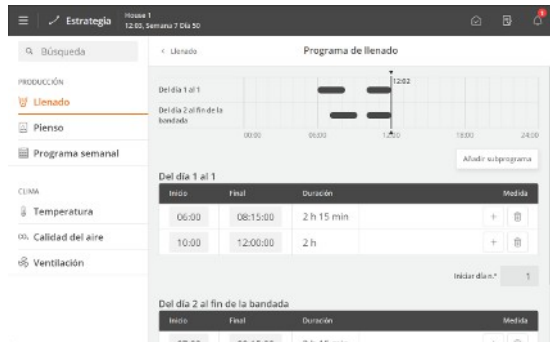 Estrategia
House 1
12:03, Semana 7 Día 50
Búsqueda
PRODUCCIÓN
Llenado
Pienso
Programa semanal
CLIMA
Temperatura
Calidad del aire
Ventilación
< Llenado
Programa de llenado
12:02
Del día 1 al 1
Del día 2 al fin de la
bandada
00:00 06:00 12:00 18:00 24:00
Añadir subprograma
Del día 1 al 1
Inicio Final Duración Medida
06:00 08:15:00 2 h 15 min
10:00 12:00:00 2 h
Iniciar día n.° 1
Del día 2 al fin de la bandada
Inicio Final Duración Medida